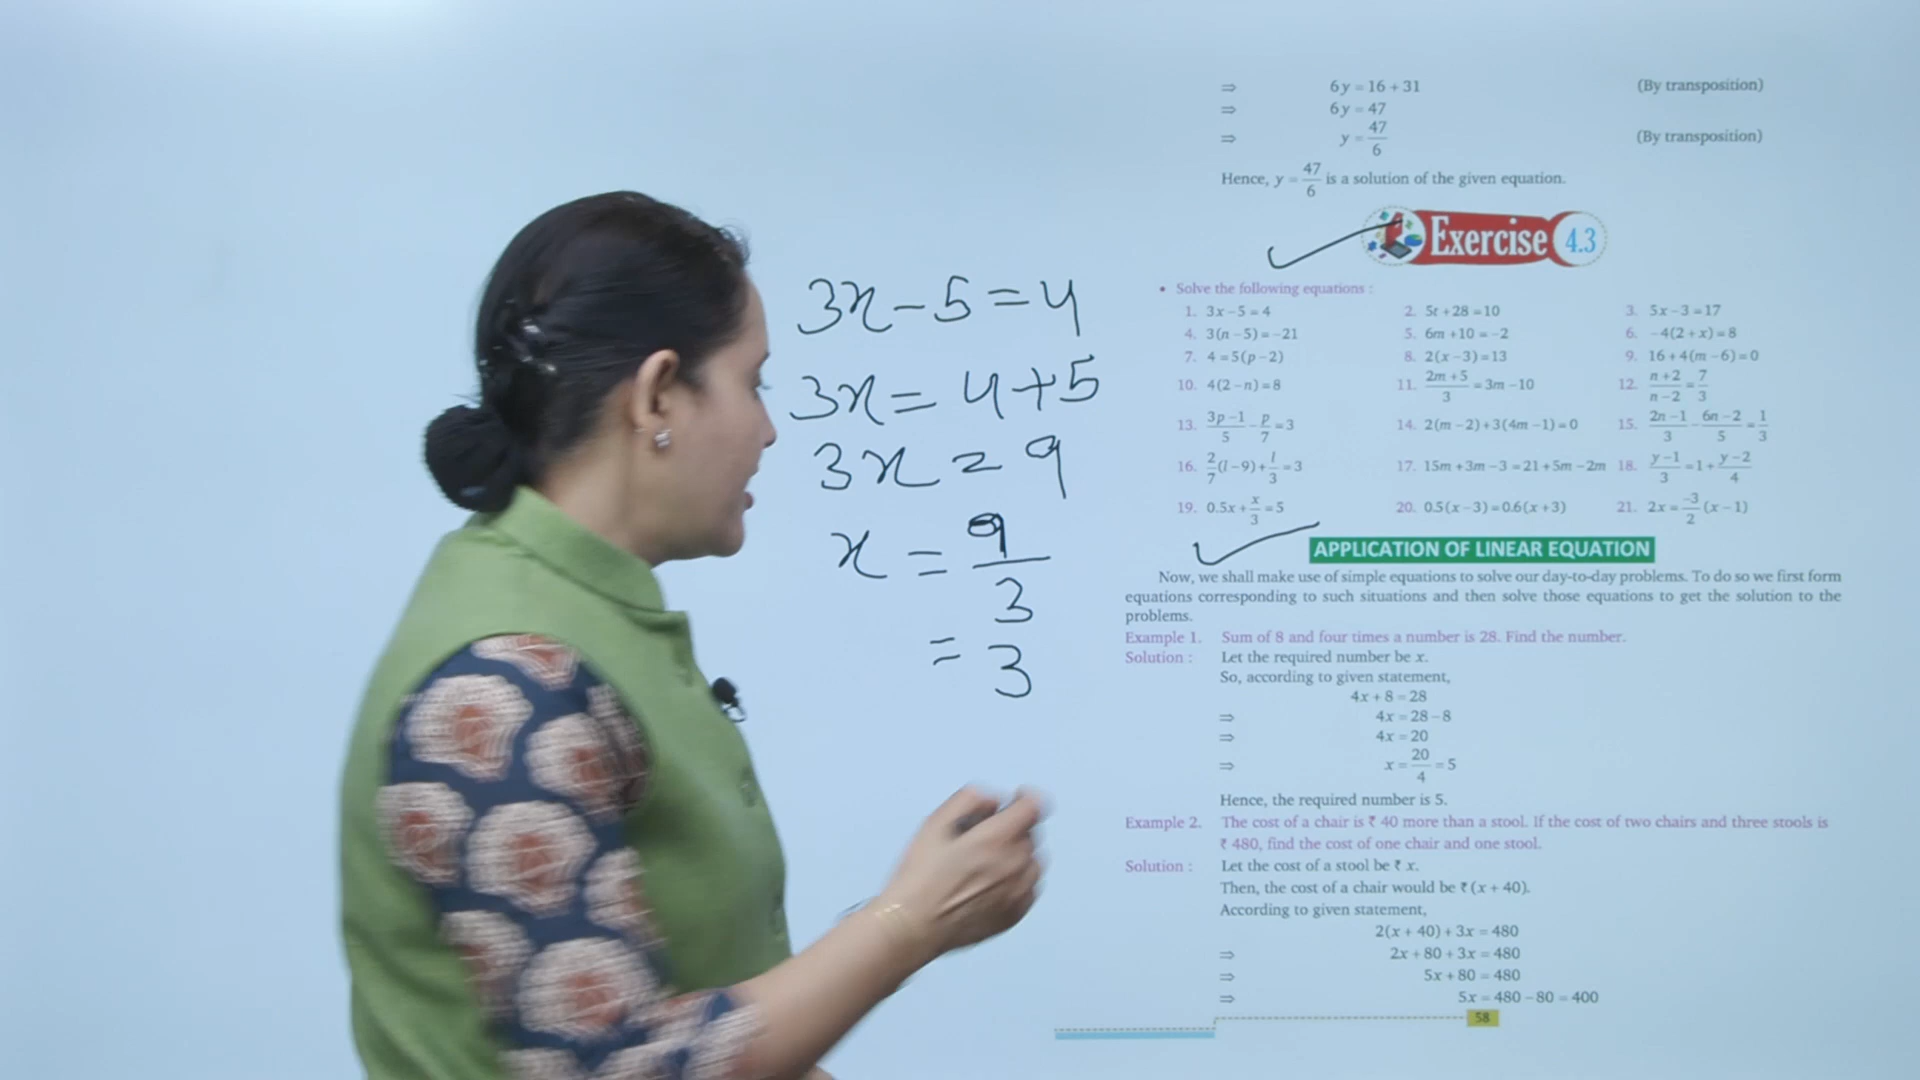 3x - 5 = 4
3x = 4 + 5
3x = 9
x = 9/3
= 3
⇒ 6y = 16 + 31 (By transposition)
⇒ 6y = 47
⇒ y = 47/6 (By transposition)
Hence, y = 47/6 is a solution of the given equation.
Exercise 4.3
• Solve the following equations :
1. 3x - 5 = 4 2. 5t + 28 = 10 3. 5x - 3 = 17
4. 3(n - 5) = -21 5. 6m + 10 = -2 6. -4(2 + x) = 8
7. 4 = 5(p - 2) 8. 2(x - 3) = 13 9. 16 + 4(m - 6) = 0
10. 4(2 - n) = 8 11. (2m + 5)/3 = 3m - 10 12. (n + 2)/(n - 2) = 7/3
13. (3p - 1)/5 - p/7 = 3 14. 2(m - 2) + 3(4m - 1) = 0 15. (2n - 1)/3 - (6n - 2)/5 = 1/3
16. 2/7(l - 9) + l/3 = 3 17. 15m + 3m - 3 = 21 + 5m - 2m 18. (y - 1)/3 = 1 + (y - 2)/4
19. 0.5x + x/3 = 5 20. 0.5(x - 3) = 0.6(x + 3) 21. 2x = -3/2 (x - 1)
APPLICATION OF LINEAR EQUATION
Now, we shall make use of simple equations to solve our day-to-day problems. To do so we first form
equations corresponding to such situations and then solve those equations to get the solution to the
problems.
Example 1. Sum of 8 and four times a number is 28. Find the number.
Solution : Let the required number be x.
So, according to given statement,
4x + 8 = 28
⇒ 4x = 28 - 8
⇒ 4x = 20
⇒ x = 20/4 = 5
Hence, the required number is 5.
Example 2. The cost of a chair is ₹ 40 more than a stool. If the cost of two chairs and three stools is
₹ 480, find the cost of one chair and one stool.
Solution : Let the cost of a stool be ₹ x.
Then, the cost of a chair would be ₹ (x + 40).
According to given statement,
2(x + 40) + 3x = 480
⇒ 2x + 80 + 3x = 480
⇒ 5x + 80 = 480
⇒ 5x = 480 - 80 = 400
58